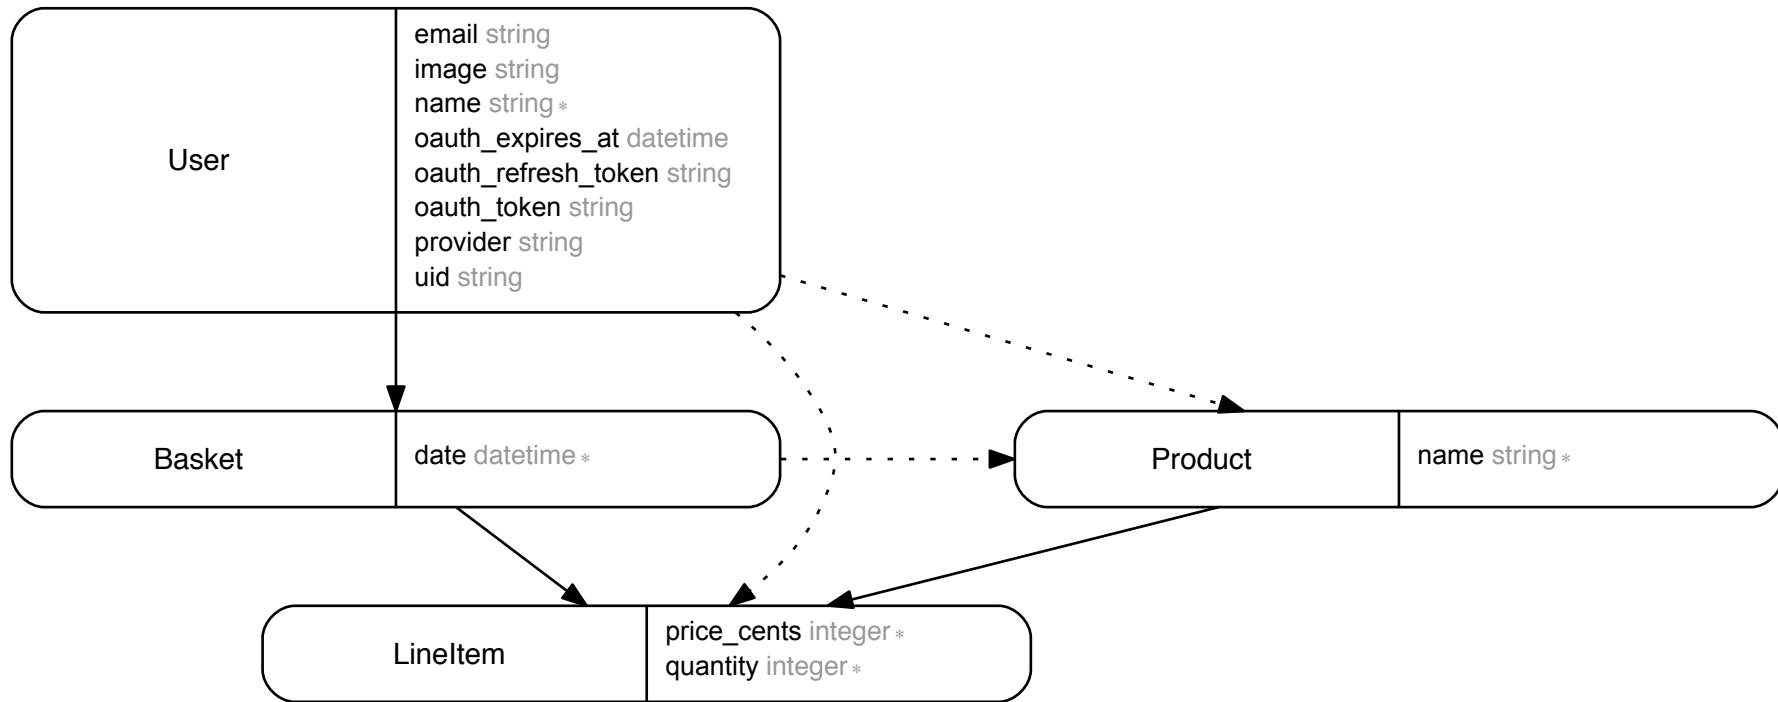 User
email string
image string
name string *
oauth_expires_at datetime
oauth_refresh_token string
oauth_token string
provider string
uid string
Basket
date datetime *
Product
name string *
LineItem
price_cents integer *
quantity integer *